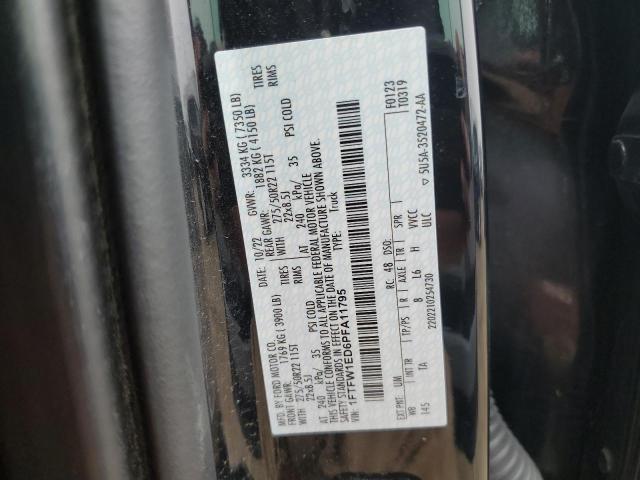 MFD. BY FORD MOTOR CO.
DATE: 10/22 GVWR: 3334 KG (7350 LB)
FRONT GAWR: 1769 KG (3900 LB) REAR GAWR: 1882 KG (4150 LB)
WITH 275/50R22 115T TIRES WITH 275/50R22 115T TIRES
22x8.5J RIMS 22x8.5J RIMS
AT 240 kPa/ 35 PSI COLD AT 240 kPa/ 35 PSI COLD
THIS VEHICLE CONFORMS TO ALL APPLICABLE FEDERAL MOTOR VEHICLE
SAFETY STANDARDS IN EFFECT ON THE DATE OF MANUFACTURE SHOWN ABOVE.
VIN: 1FTFW1ED6PFA11795 TYPE: Truck
F0123
T0319
EXT PNT: UM RC: 48 DSO:
WB INT TR TP/PS R AXLE TR SPR
145 TA 8 L6 H VVCC
2202210254730 ULC
▽ 5U5A-3520472-AA